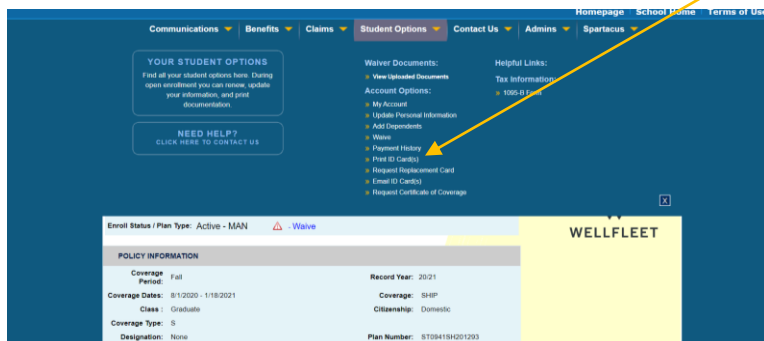 Homepage School Home Terms of Use
Communications Benefits Claims Student Options Contact Us Admins Spartacus
YOUR STUDENT OPTIONS
Find all your student options here. During
open enrollment you can renew, update
your information, and print
documentation.
NEED HELP?
CLICK HERE TO CONTACT US
Waiver Documents:
» View Uploaded Documents
Account Options:
» My Account
» Update Personal Information
» Add Dependents
» Waive
» Payment History
» Print ID Card(s)
» Request Replacement Card
» Email ID Card(s)
» Request Certificate of Coverage
Helpful Links:
Tax Information:
» 1095-B Form
X
Enroll Status / Plan Type: Active - MAN - Waive
WELLFLEET
POLICY INFORMATION
Coverage Period: Fall Record Year: 20/21
Coverage Dates: 8/1/2020 - 1/18/2021 Coverage: SHIP
Class : Graduate Citizenship: Domestic
Coverage Type: S
Designation: None Plan Number: ST0941SH201293